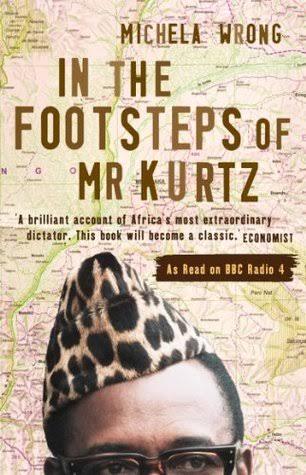 MICHELA WRONG
IN THE
FOOTSTEPS OF
MR KURTZ
A brilliant account of Africa's most extraordinary
dictator. This book will become a classic. ECONOMIST
As Read on BBC Radio 4